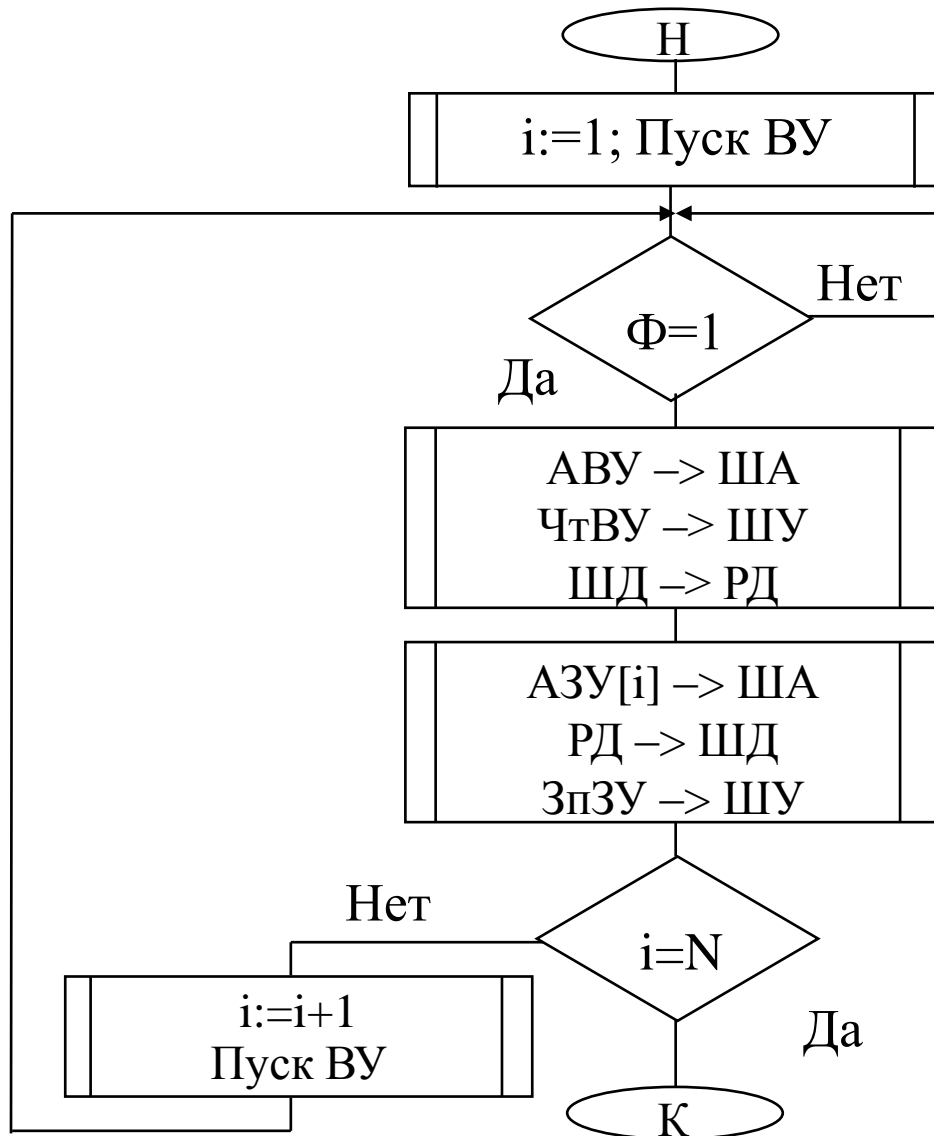 Н
i:=1; Пуск ВУ
Нет
Ф=1
Да
АВУ –> ША
ЧтВУ –> ШУ
ШД –> РД
АЗУ[i] –> ША
РД –> ШД
ЗпЗУ –> ШУ
Нет
i=N
i:=i+1
Да
Пуск ВУ
К